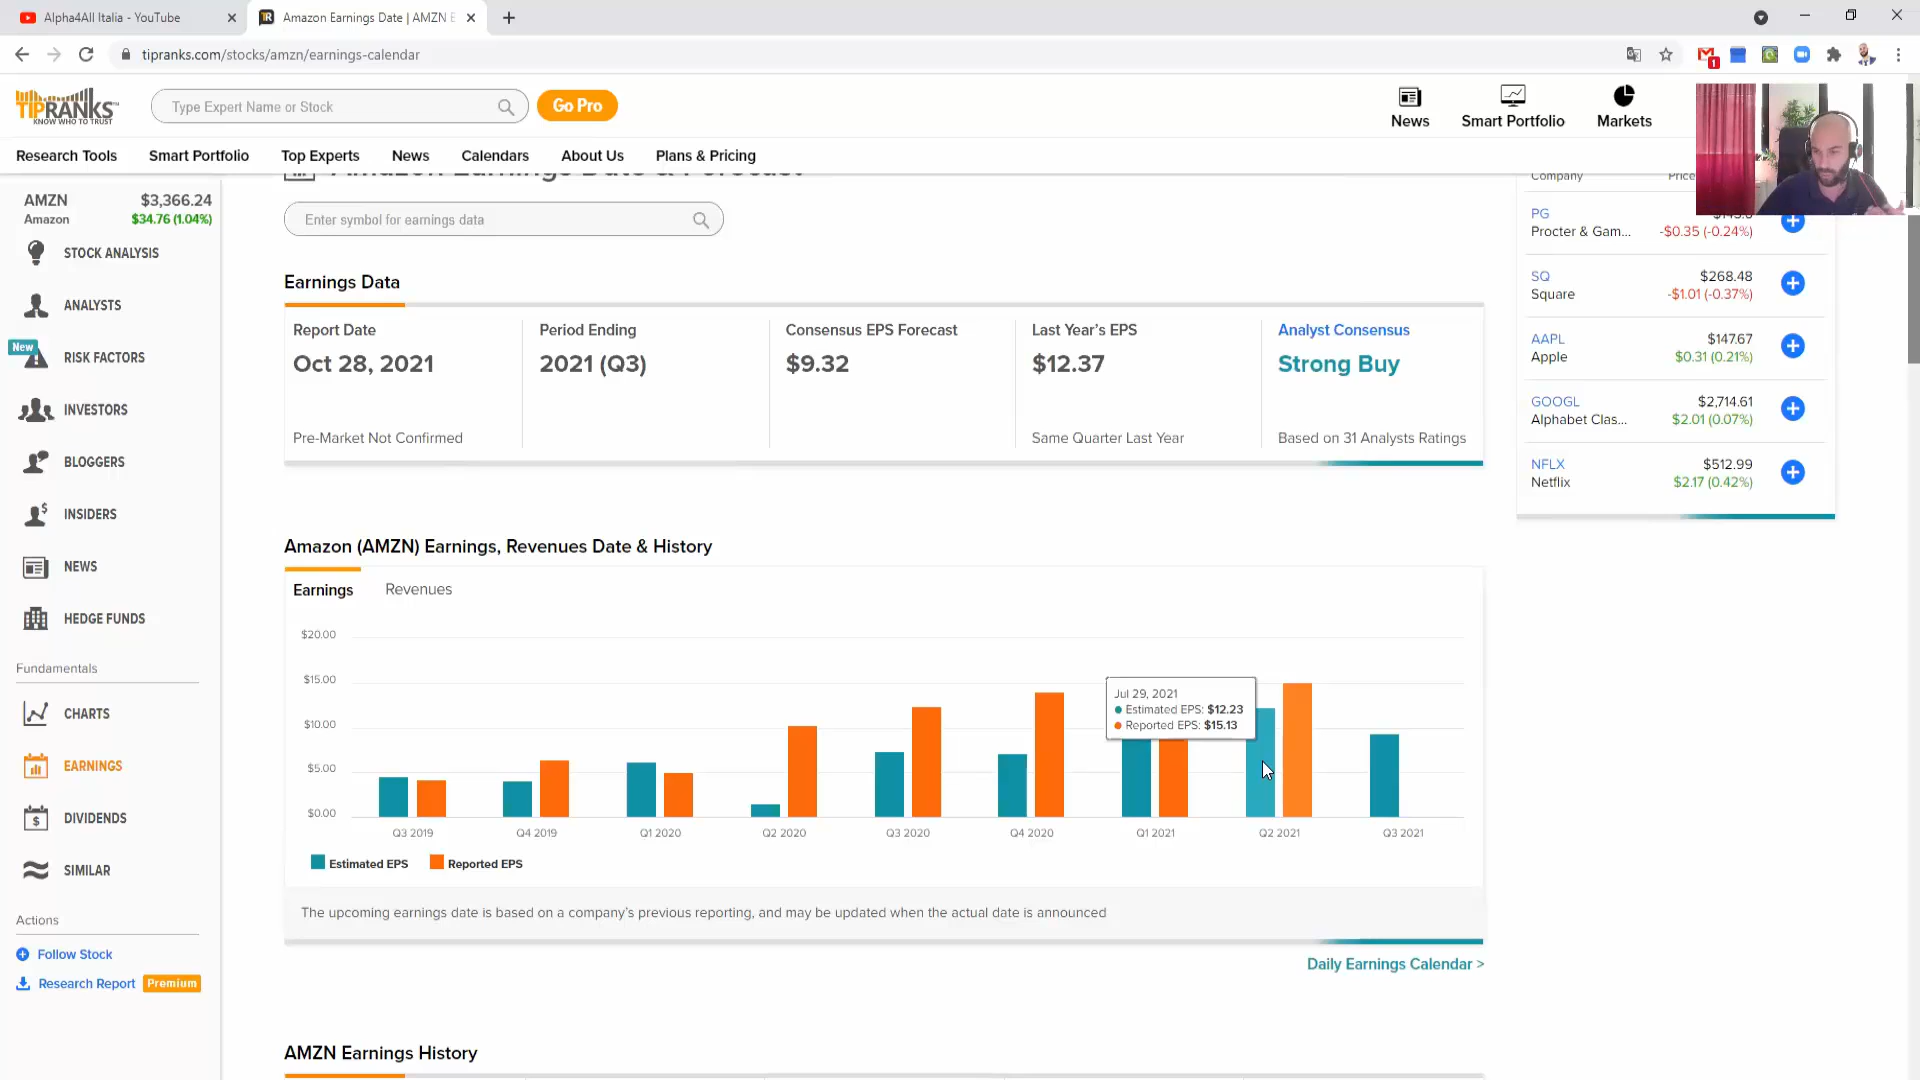 Alpha4All Italia - YouTube
Amazon Earnings Date | AMZN E
tipranks.com/stocks/amzn/earnings-calendar
1
TIPRANKS
KNOW WHO TO TRUST
Type Expert Name or Stock
Go Pro
News
Smart Portfolio
Markets
Research Tools
Smart Portfolio
Top Experts
News
Calendars
About Us
Plans & Pricing
AMZN
$3,366.24
Amazon
$34.76 (1.04%)
STOCK ANALYSIS
ANALYSTS
New
RISK FACTORS
INVESTORS
BLOGGERS
INSIDERS
NEWS
HEDGE FUNDS
Fundamentals
CHARTS
EARNINGS
DIVIDENDS
SIMILAR
Actions
Follow Stock
Research Report
Premium
Amazon Earnings Date & Forecast
Enter symbol for earnings data
Earnings Data
Report Date
Oct 28, 2021
Pre-Market Not Confirmed
Period Ending
2021 (Q3)
Consensus EPS Forecast
$9.32
Last Year's EPS
$12.37
Same Quarter Last Year
Analyst Consensus
Strong Buy
Based on 31 Analysts Ratings
Amazon (AMZN) Earnings, Revenues Date & History
Earnings
Revenues
$20.00
$15.00
$10.00
$5.00
$0.00
Jul 29, 2021
Estimated EPS: $12.23
Reported EPS: $15.13
Q3 2019
Q4 2019
Q1 2020
Q2 2020
Q3 2020
Q4 2020
Q1 2021
Q2 2021
Q3 2021
Estimated EPS
Reported EPS
The upcoming earnings date is based on a company's previous reporting, and may be updated when the actual date is announced
Daily Earnings Calendar >
AMZN Earnings History
Company
Price
PG
Procter & Gam...
-$0.35 (-0.24%)
SQ
$268.48
Square
-$1.01 (-0.37%)
AAPL
$147.67
Apple
$0.31 (0.21%)
GOOGL
$2,714.61
Alphabet Clas...
$2.01 (0.07%)
NFLX
$512.99
Netflix
$2.17 (0.42%)